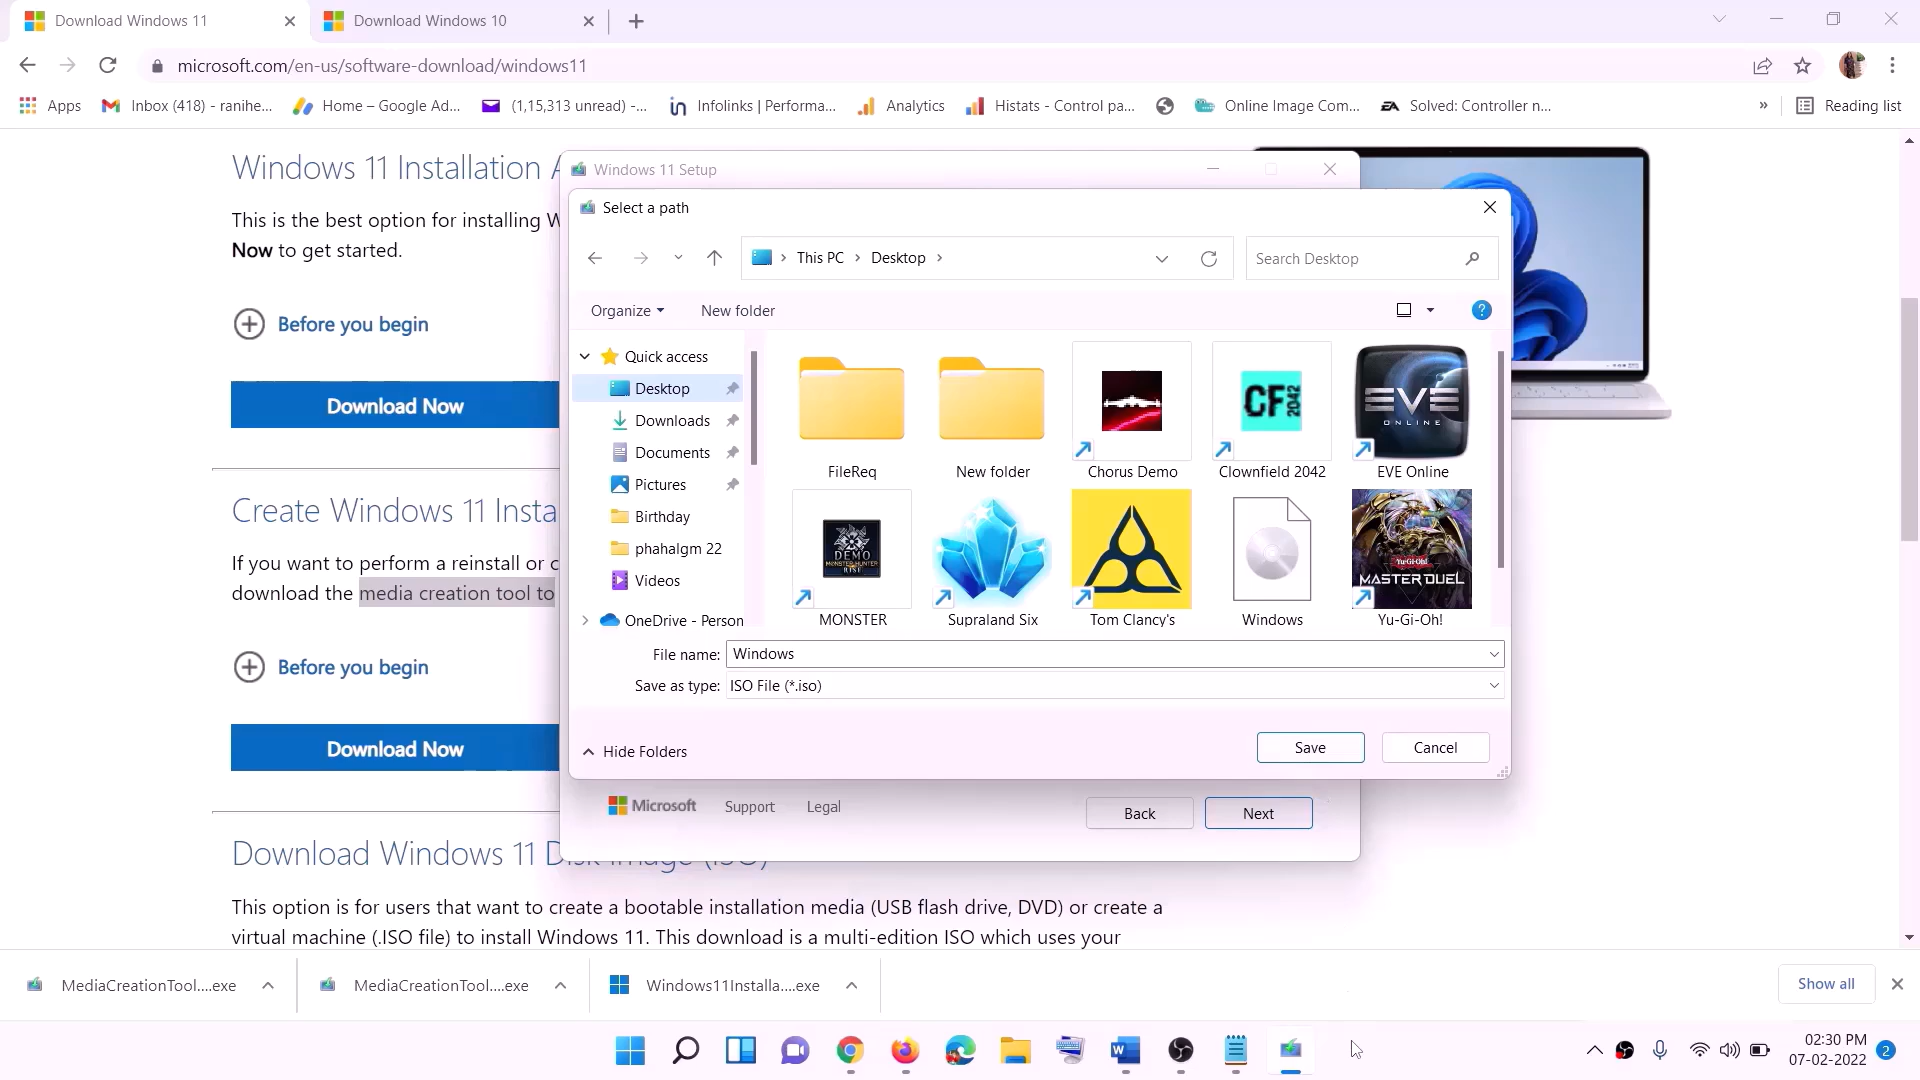 Download Windows 11
Download Windows 10
microsoft.com/en-us/software-download/windows11
Apps
Inbox (418) - ranihe...
Home – Google Ad...
(1,15,313 unread) -...
Infolinks | Performa...
Analytics
Histats - Control pa...
Online Image Com...
Solved: Controller n...
»
Reading list
Windows 11 Installation A
This is the best option for installing W
Now to get started.
Before you begin
Download Now
Create Windows 11 Insta
If you want to perform a reinstall or c
download the media creation tool to
Before you begin
Download Now
Download Windows 11 Disk Image (ISO)
This option is for users that want to create a bootable installation media (USB flash drive, DVD) or create a
virtual machine (.ISO file) to install Windows 11. This download is a multi-edition ISO which uses your
Windows 11 Setup
Select a path
This PC > Desktop >
Search Desktop
Organize
New folder
Quick access
Desktop
Downloads
Documents
Pictures
Birthday
phahalgm 22
Videos
OneDrive - Person
FileReq
New folder
Chorus Demo
CF 2042
Clownfield 2042
EVE
ONLINE
EVE Online
DEMO
MONSTER HUNTER
RISE
MONSTER
Supraland Six
Tom Clancy's
Windows
Yu-Gi-Oh!
MASTER DUEL
Yu-Gi-Oh!
File name: Windows
Save as type: ISO File (*.iso)
Hide Folders
Save
Cancel
Microsoft
Support
Legal
Back
Next
MediaCreationTool....exe
MediaCreationTool....exe
Windows11Installa....exe
Show all
02:30 PM
07-02-2022
2